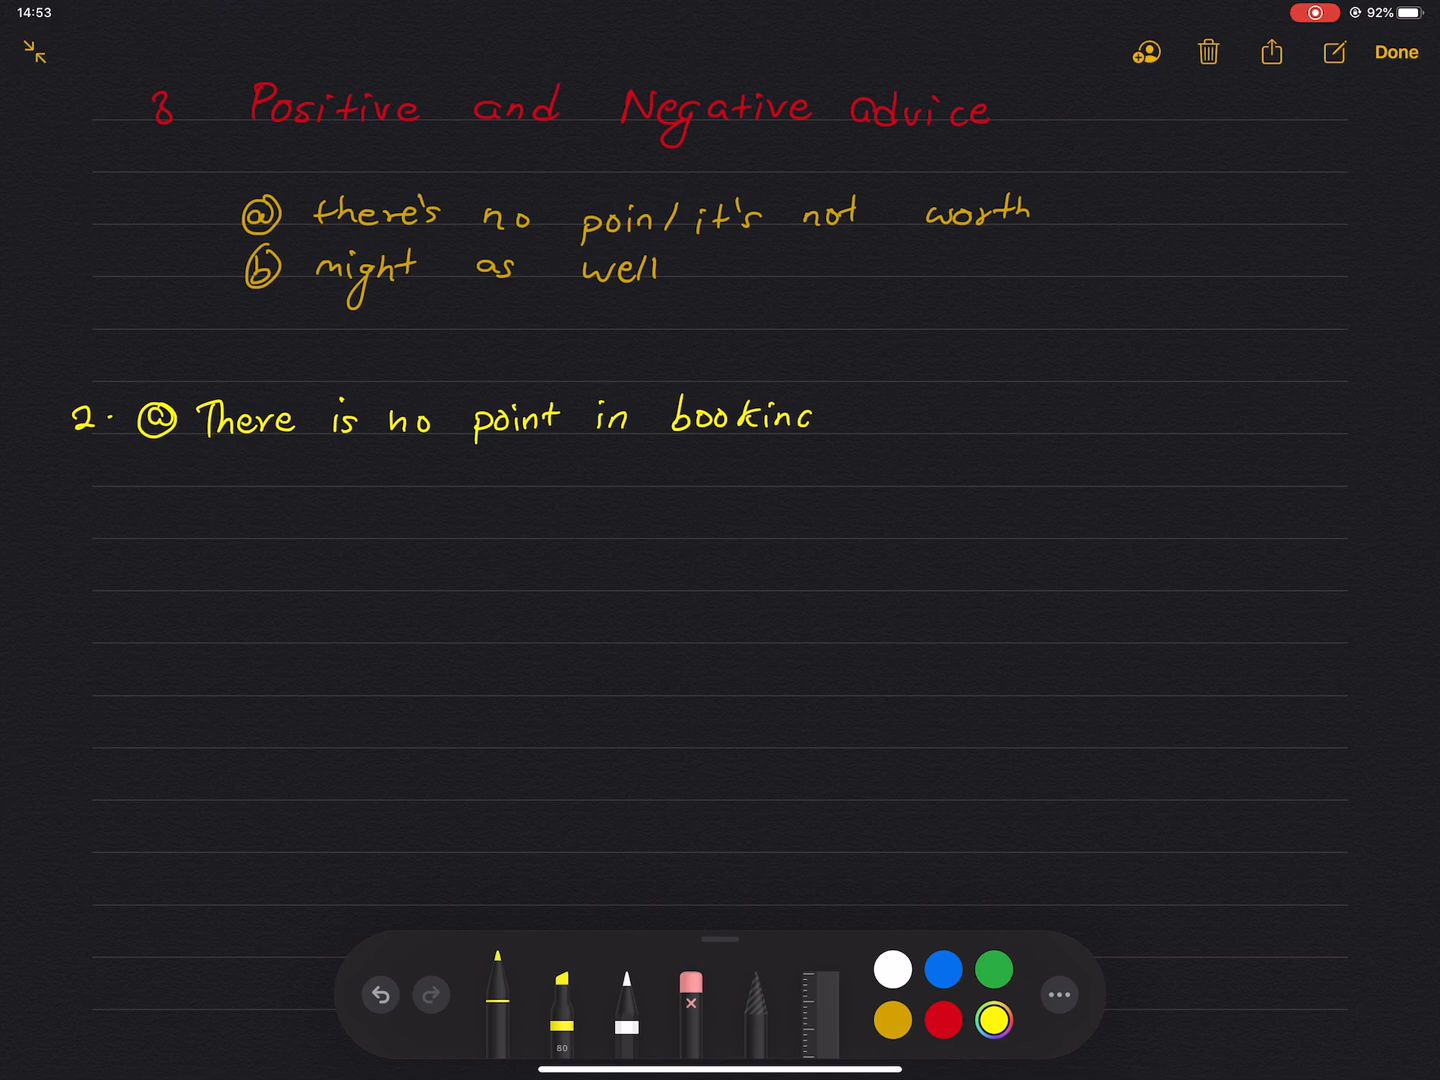 14:53
92%
Done
8 Positive and Negative advice
ⓐ there's no poin/it's not worth
ⓑ might as well
2. ⓐ There is no point in bookinc
80